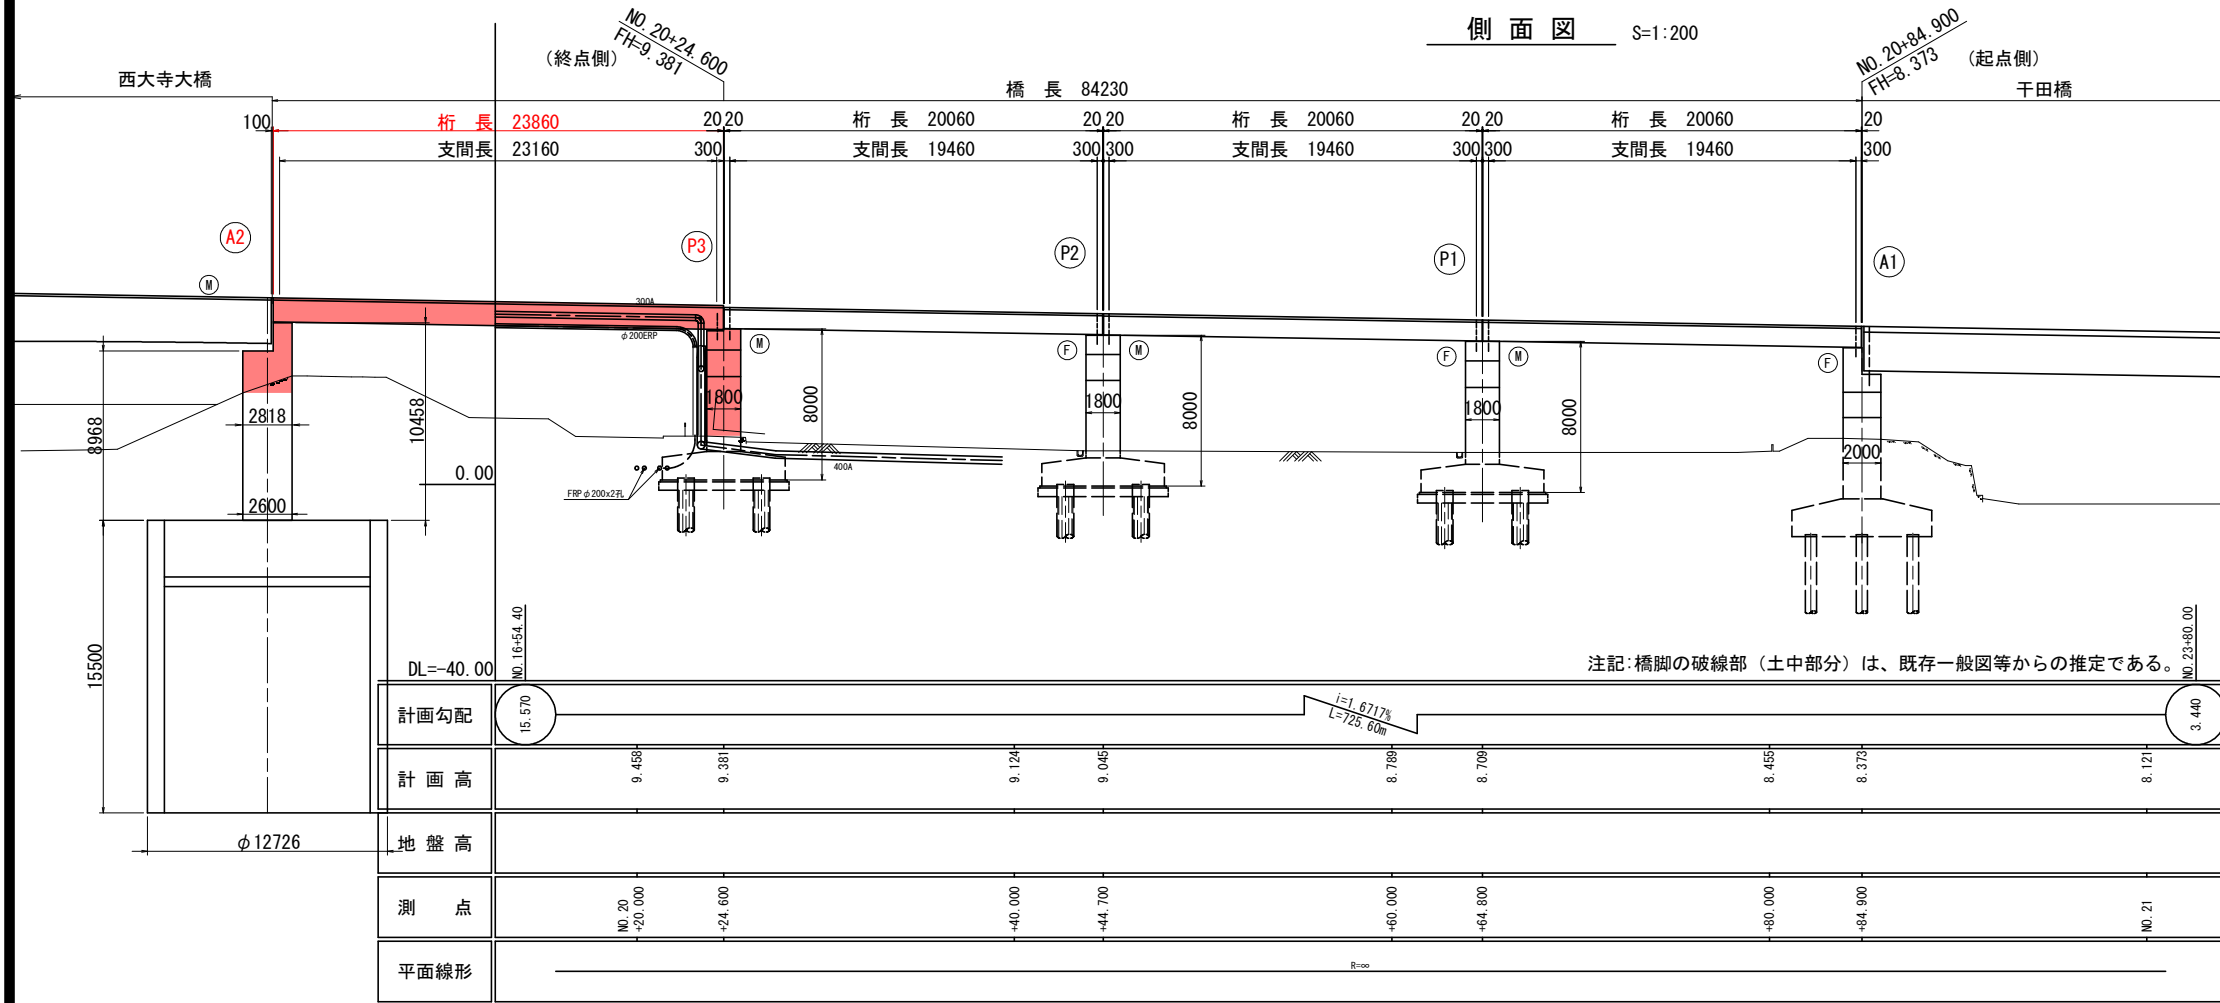 側面図 S=1:200
NO.20+24.600
FH=9.381
(終点側)
NO.20+84.900
FH=8.373
(起点側)
西大寺大橋
橋 長 84230
干田橋
100
桁 長 23860
20 20
桁 長 20060
20 20
桁 長 20060
20 20
桁 長 20060
20
支間長 23160
300
支間長 19460
300 300
支間長 19460
300 300
支間長 19460
300
A2
P3
P2
P1
A1
M
300A
φ200ERP
M
F
M
F
M
F
8968
2818
10458
1800
8000
1800
8000
1800
8000
2000
0.00
400A
FRPφ200x2孔
2600
15500
φ12726
DL=-40.00
NO.16+54.40
NO.23+80.00
注記:橋脚の破線部（土中部分）は、既存一般図等からの推定である。
計画勾配
15.570
i=1.6717%
L=725.60m
3.440
計画高
9.458
9.381
9.124
9.045
8.789
8.709
8.455
8.373
8.121
地盤高
測 点
NO.20
+20.000
+24.600
+40.000
+44.700
+60.000
+64.800
+80.000
+84.900
NO.21
平面線形
R=∞